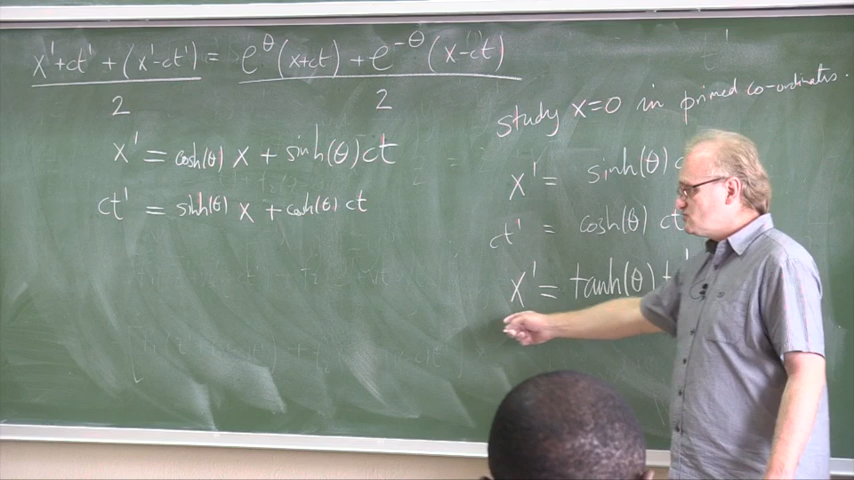 x'+ct' + (x'-ct') = e^θ(x+ct) + e^-θ(x-ct)
2 2
x' = cosh(θ) x + sinh(θ) ct
ct' = sinh(θ) x + cosh(θ) ct
t'
study x=0 in primed co-ordinates.
x' = sinh(θ) c
ct' = cosh(θ) ct
x' = tanh(θ) t'